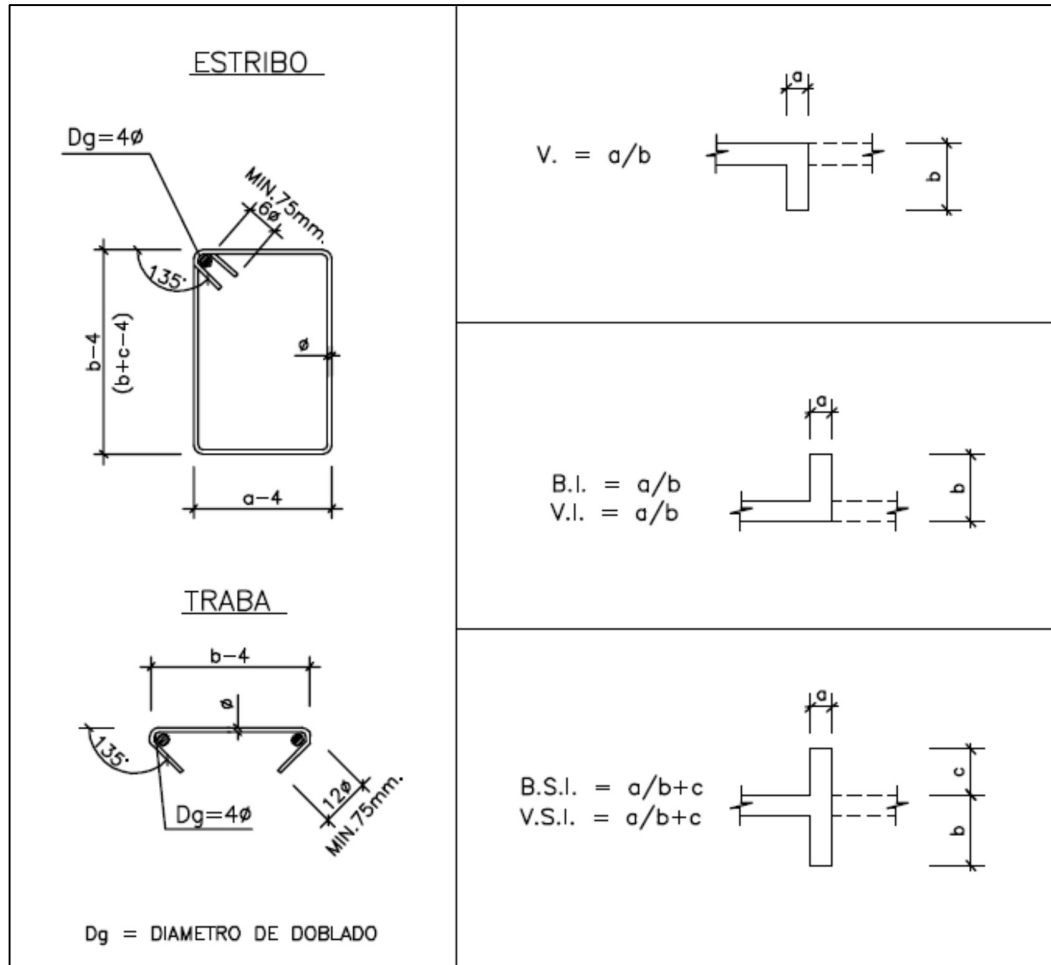 ESTRIBO
Dg=4ø
MIN.75mm.
6ø
135°
b-4
(b+c-4)
ø
a-4
TRABA
b-4
ø
135°
Dg=4ø
12ø
MIN.75mm.
Dg = DIAMETRO DE DOBLADO
a
V. = a/b
b
a
B.I. = a/b
V.I. = a/b
b
a
c
B.S.I. = a/b+c
V.S.I. = a/b+c
b